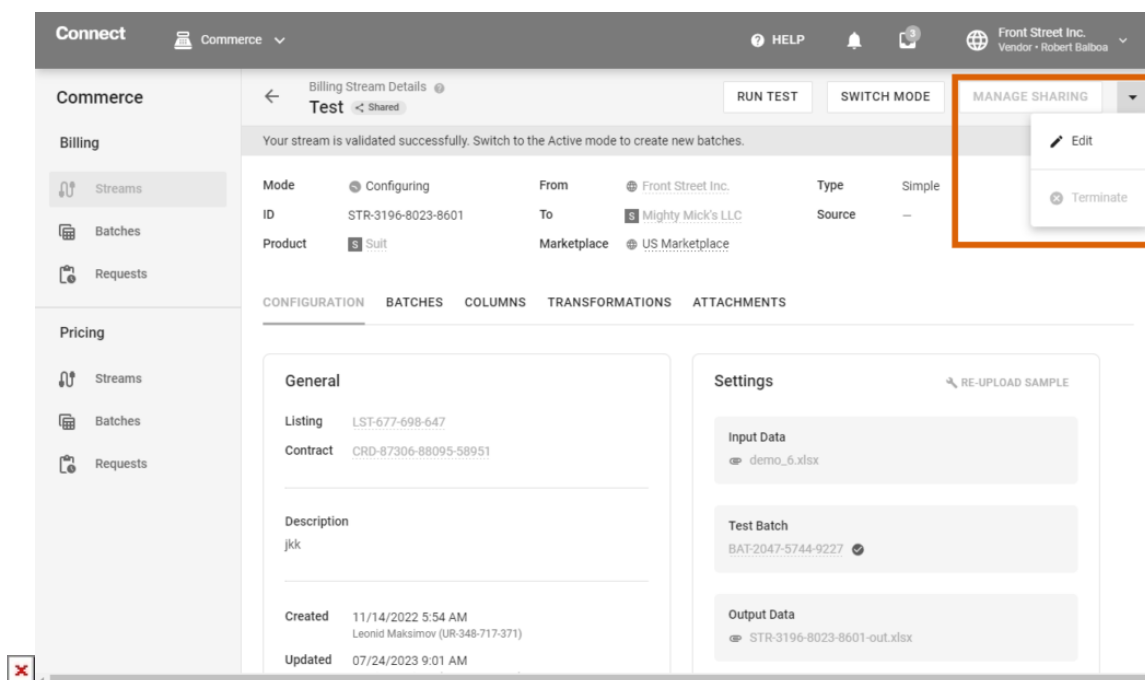 Connect
Commerce
HELP
3
Front Street Inc.
Vendor • Robert Balboa
Commerce
Billing
Streams
Batches
Requests
Pricing
Streams
Batches
Requests
Billing Stream Details
Test Shared
RUN TEST SWITCH MODE MANAGE SHARING
Edit
Terminate
Your stream is validated successfully. Switch to the Active mode to create new batches.
Mode Configuring From Front Street Inc. Type Simple
ID STR-3196-8023-8601 To S Mighty Mick's LLC Source —
Product S Suit Marketplace US Marketplace
CONFIGURATION BATCHES COLUMNS TRANSFORMATIONS ATTACHMENTS
General
Listing LST-677-698-647
Contract CRD-87306-88095-58951
Description
jkk
Created 11/14/2022 5:54 AM
Leonid Maksimov (UR-348-717-371)
Updated 07/24/2023 9:01 AM
Settings RE-UPLOAD SAMPLE
Input Data
demo_6.xlsx
Test Batch
BAT-2047-5744-9227
Output Data
STR-3196-8023-8601-out.xlsx